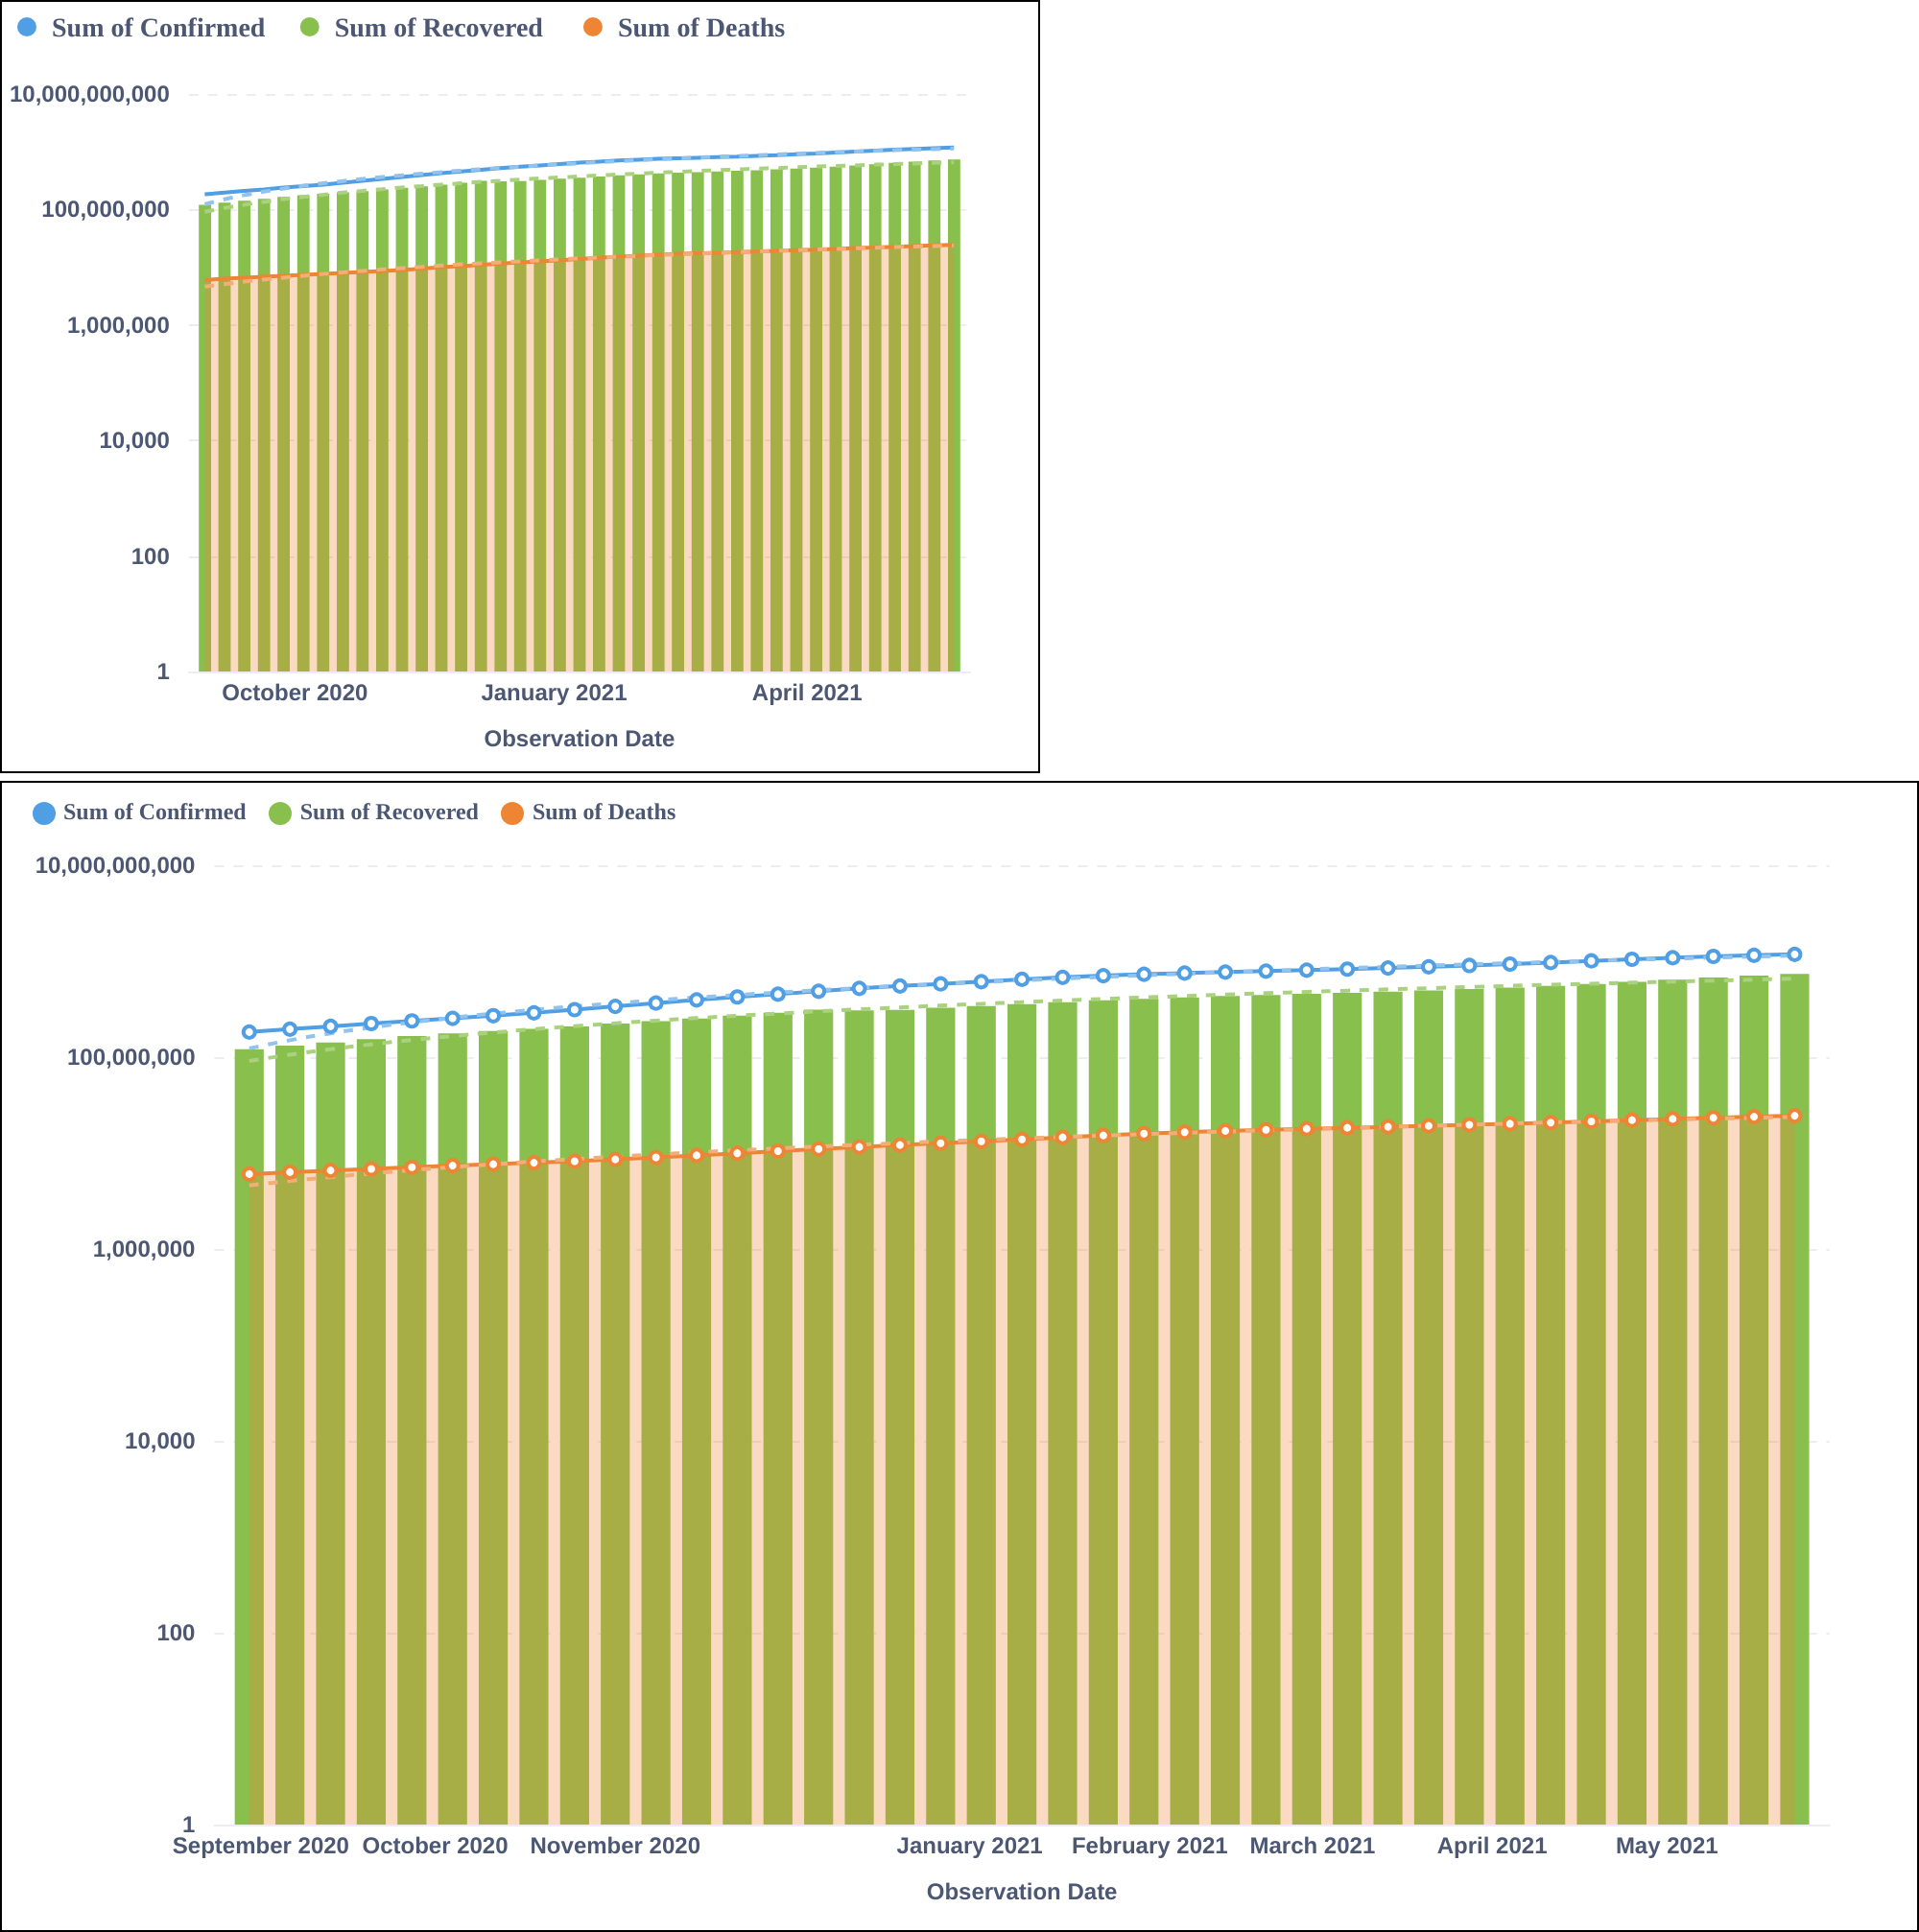 Sum of Confirmed Sum of Recovered Sum of Deaths
10,000,000,000
100,000,000
1,000,000
10,000
100
1
October 2020 January 2021 April 2021
Observation Date
Sum of Confirmed Sum of Recovered Sum of Deaths
10,000,000,000
100,000,000
1,000,000
10,000
100
1
September 2020 October 2020 November 2020 January 2021 February 2021 March 2021 April 2021 May 2021
Observation Date